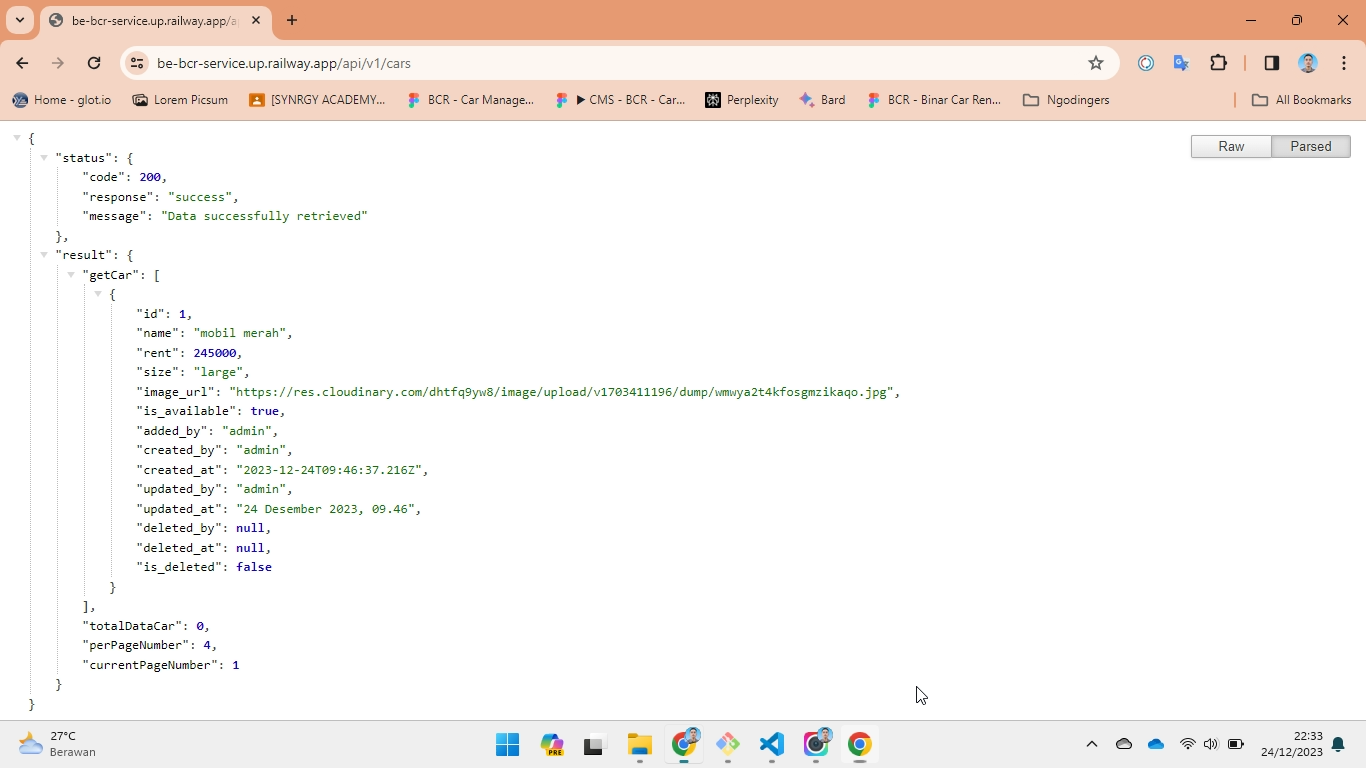 be-bcr-service.up.railway.app/a
be-bcr-service.up.railway.app/api/v1/cars
Home - glot.io
Lorem Picsum
[SYNRGY ACADEMY...
BCR - Car Manage...
▶ CMS - BCR - Car...
Perplexity
Bard
BCR - Binar Car Ren...
Ngodingers
All Bookmarks
Raw
Parsed
{
"status": {
"code": 200,
"response": "success",
"message": "Data successfully retrieved"
},
"result": {
"getCar": [
{
"id": 1,
"name": "mobil merah",
"rent": 245000,
"size": "large",
"image_url": "https://res.cloudinary.com/dhtfq9yw8/image/upload/v1703411196/dump/wmwya2t4kfosgmzikaqo.jpg",
"is_available": true,
"added_by": "admin",
"created_by": "admin",
"created_at": "2023-12-24T09:46:37.216Z",
"updated_by": "admin",
"updated_at": "24 Desember 2023, 09.46",
"deleted_by": null,
"deleted_at": null,
"is_deleted": false
}
],
"totalDataCar": 0,
"perPageNumber": 4,
"currentPageNumber": 1
}
}
27°C
Berawan
PRE
22:33
24/12/2023